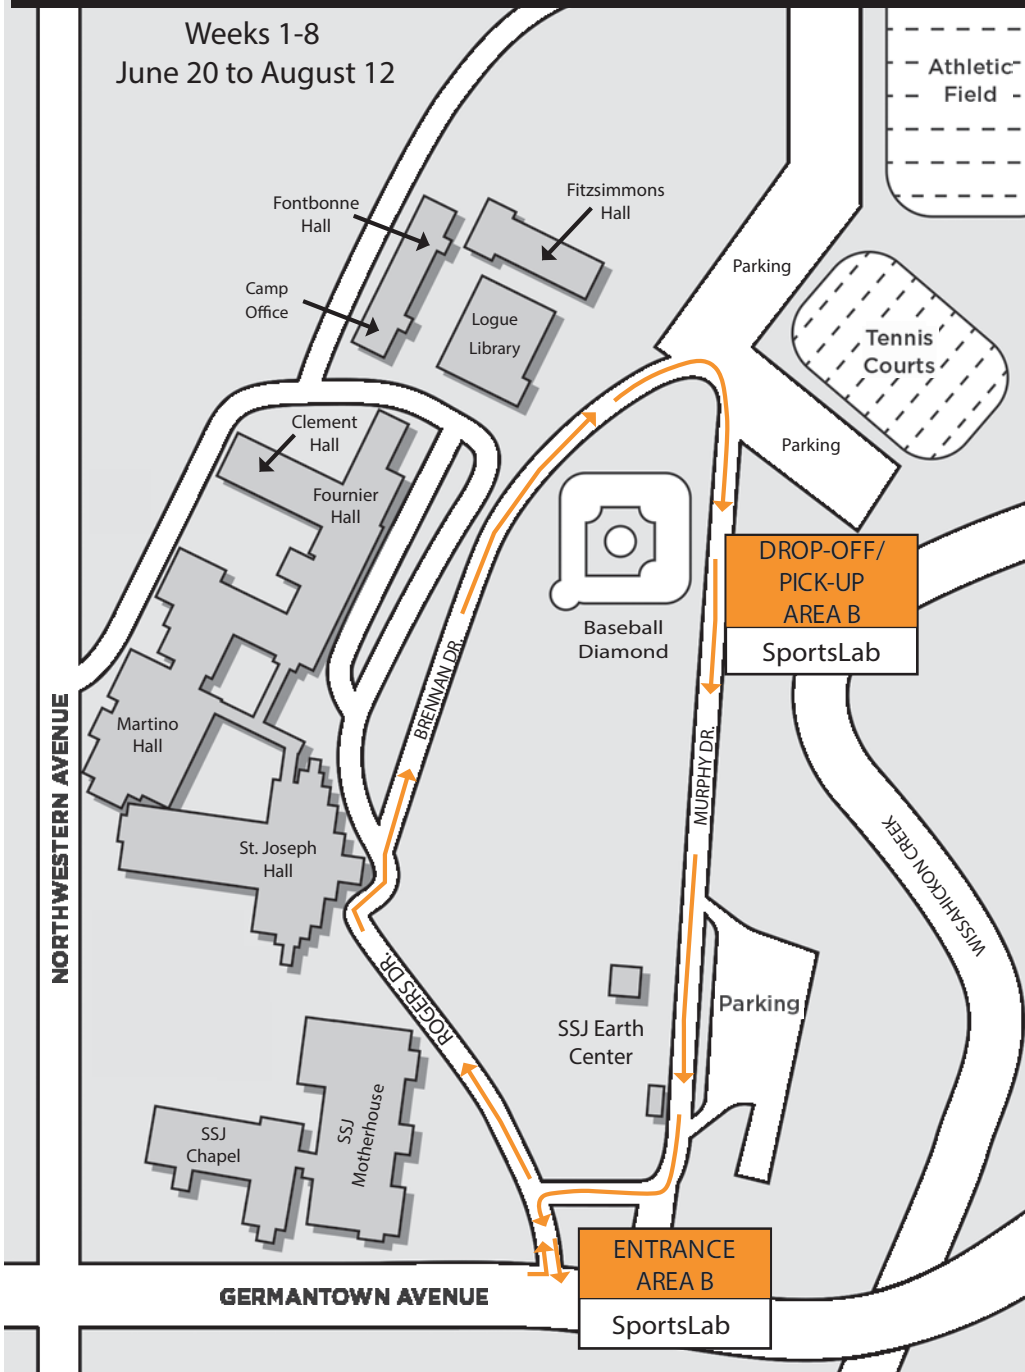 Weeks 1-8
June 20 to August 12
Athletic
Field
Fitzsimmons
Hall
Fontbonne
Hall
Parking
Camp
Office
Logue
Library
Tennis
Courts
Clement
Hall
Parking
Fournier
Hall
DROP-OFF/
PICK-UP
AREA B
SportsLab
Baseball
Diamond
BRENNAN DR.
Martino
Hall
NORTHWESTERN AVENUE
MURPHY DR.
St. Joseph
Hall
WISSAHICKON CREEK
ROGERS DR.
Parking
SSJ Earth
Center
SSJ
Chapel
SSJ
Motherhouse
ENTRANCE
AREA B
SportsLab
GERMANTOWN AVENUE